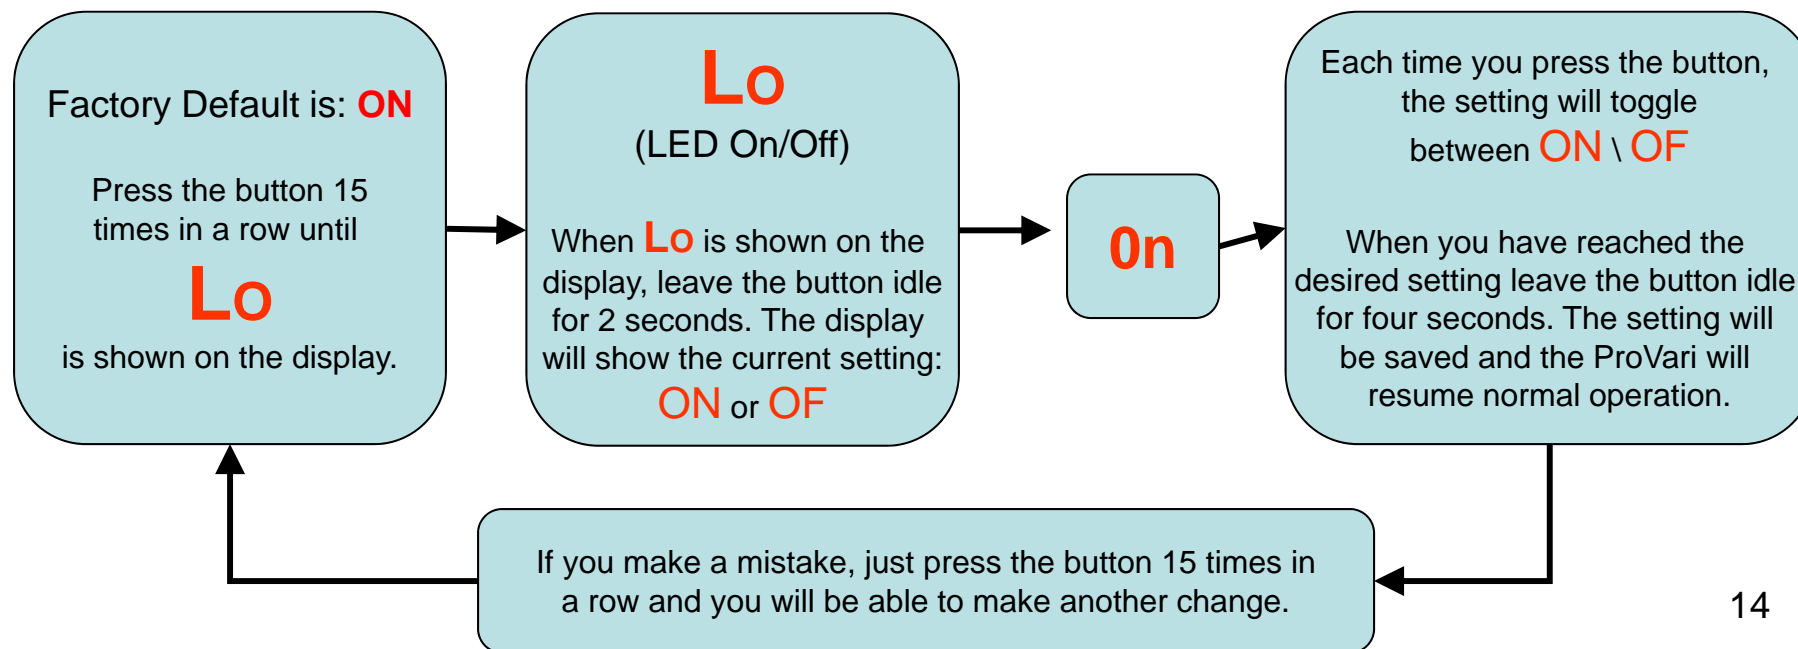 Factory Default is: ON
Press the button 15
times in a row until
Lo
is shown on the display.
Lo
(LED On/Off)
When Lo is shown on the
display, leave the button idle
for 2 seconds. The display
will show the current setting:
ON or OF
0n
Each time you press the button,
the setting will toggle
between ON \ OF
When you have reached the
desired setting leave the button idle
for four seconds. The setting will
be saved and the ProVari will
resume normal operation.
If you make a mistake, just press the button 15 times in
a row and you will be able to make another change.
14